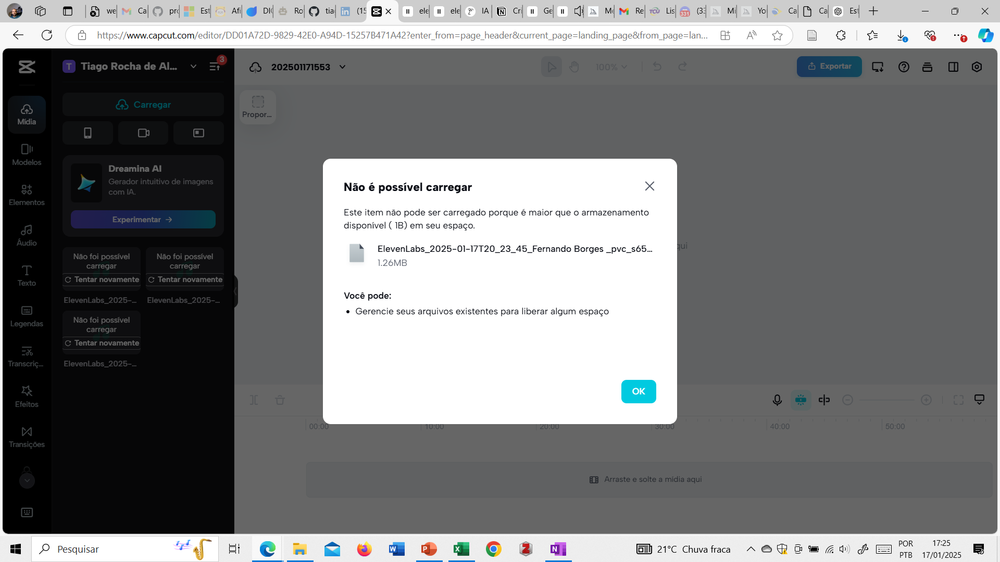 we
Ca
pro
Est
Afi
DIO
Ro
tia
(15
ele
ele
IA
Cri
Ge
Me
Re
Lis
(33
Mi
Yo
Ca
Ca
Est
https://www.capcut.com/editor/DD01A72D-9829-42E0-A94D-15257B471A42?enter_from=page_header&current_page=landing_page&from_page=lan...
T Tiago Rocha de Al...
3
202501171553
100%
Exportar
Carregar
Propor...
Mídia
Modelos
Elementos
Áudio
Texto
Legendas
Transcriç...
Efeitos
Transições
Dreamina AI
Gerador intuitivo de imagens
com IA.
Experimentar →
Não foi possível
carregar
Tentar novamente
ElevenLabs_2025-...
Não foi possível
carregar
Tentar novamente
ElevenLabs_2025-...
Não foi possível
carregar
Tentar novamente
ElevenLabs_2025-...
Não é possível carregar
Este item não pode ser carregado porque é maior que o armazenamento
disponível ( 1B) em seu espaço.
ElevenLabs_2025-01-17T20_23_45_Fernando Borges _pvc_s65...
1.26MB
Você pode:
• Gerencie seus arquivos existentes para liberar algum espaço
OK
qui
00:00
10:00
20:00
30:00
40:00
50:00
Arraste e solte a mídia aqui
Pesquisar
21°C Chuva fraca
POR
PTB
17:25
17/01/2025